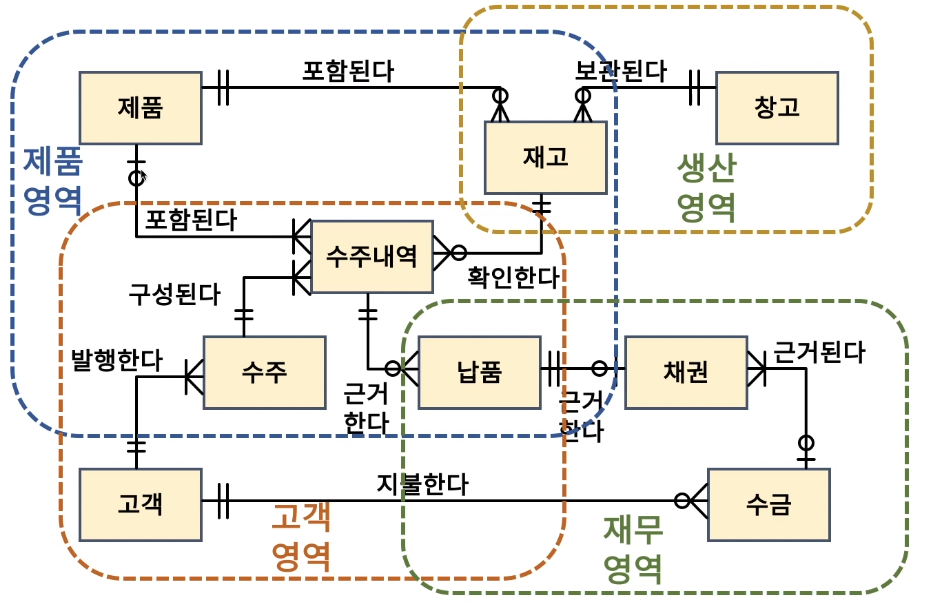 포함된다
보관된다
제품
창고
재고
제품
영역
생산
영역
포함된다
수주내역
확인한다
구성된다
발행한다
수주
근거
한다
납품
근거
한다
채권
근거된다
고객
지불한다
수금
고객
영역
재무
영역